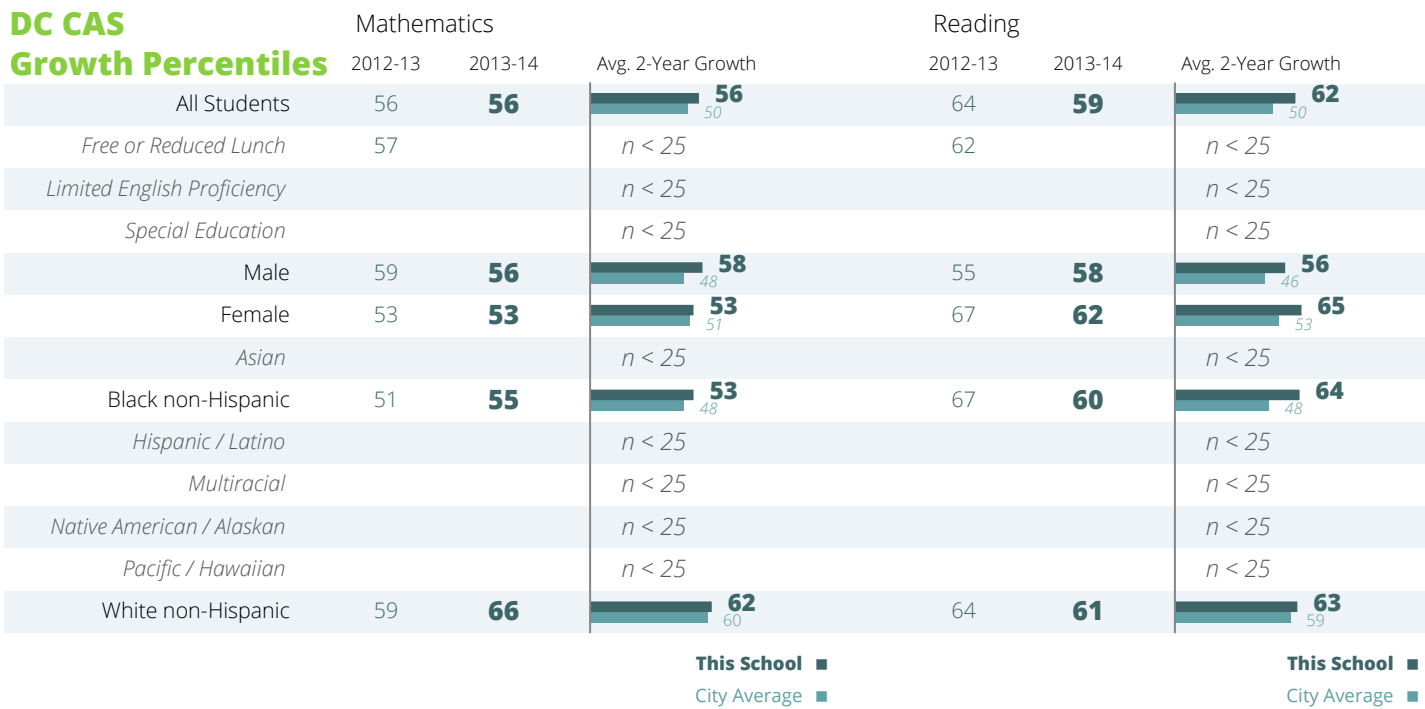 DC CAS Mathematics Reading
Growth Percentiles 2012-13 2013-14 Avg. 2-Year Growth 2012-13 2013-14 Avg. 2-Year Growth
All Students 56 56 56 50 64 59 62 50
Free or Reduced Lunch 57 n < 25 62 n < 25
Limited English Proficiency n < 25 n < 25
Special Education n < 25 n < 25
Male 59 56 58 48 55 58 56 46
Female 53 53 53 51 67 62 65 53
Asian n < 25 n < 25
Black non-Hispanic 51 55 53 48 67 60 64 48
Hispanic / Latino n < 25 n < 25
Multiracial n < 25 n < 25
Native American / Alaskan n < 25 n < 25
Pacific / Hawaiian n < 25 n < 25
White non-Hispanic 59 66 62 60 64 61 63 59
This School This School
City Average City Average